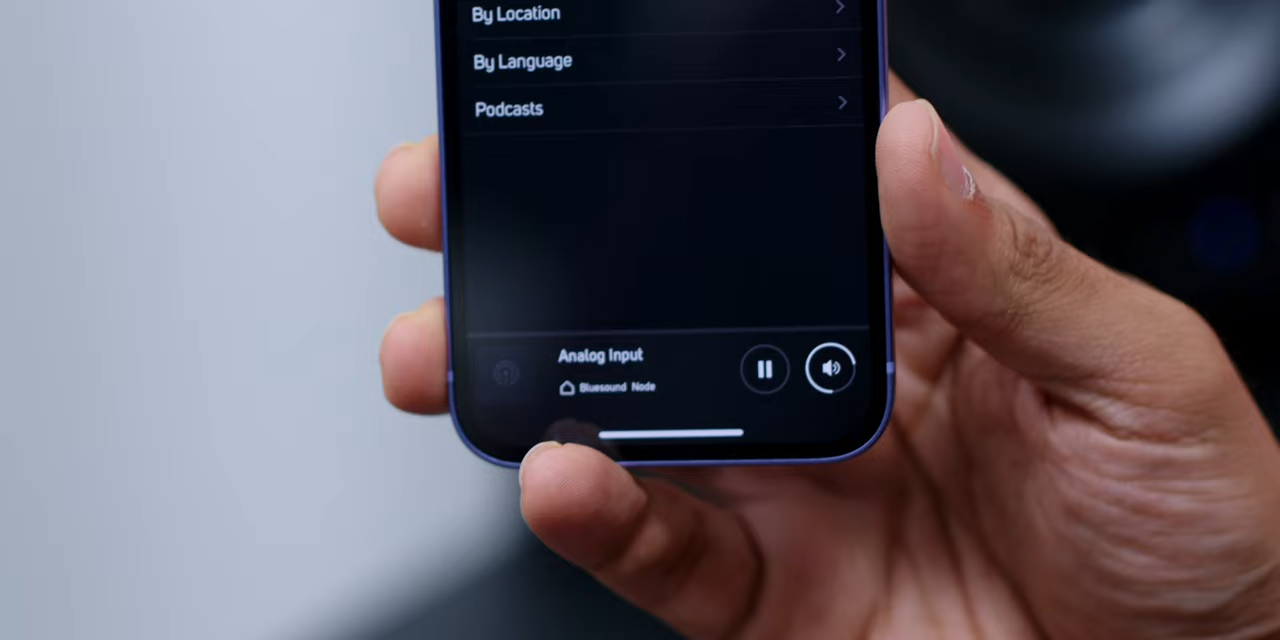 By Location
By Language
Podcasts
Analog Input
Bluesound Node